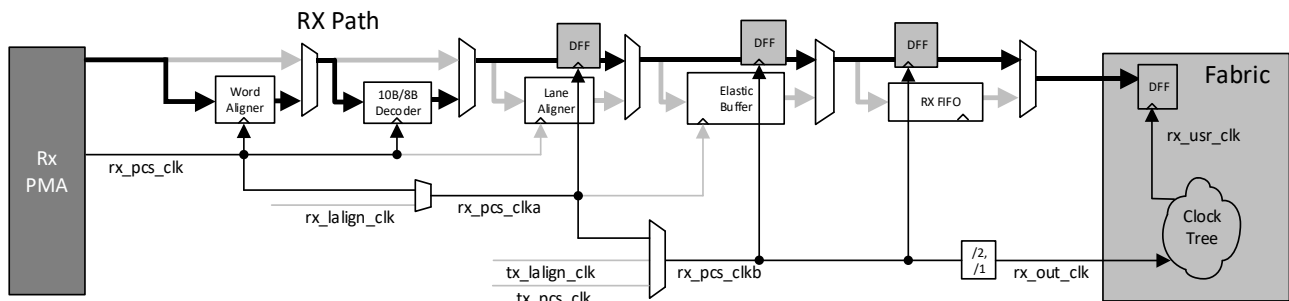 RX Path
DFF
DFF
DFF
Fabric
Word
Aligner
10B/8B
Decoder
Lane
Aligner
Elastic
Buffer
RX FIFO
DFF
Rx
PMA
rx_pcs_clk
rx_usr_clk
rx_lalign_clk
rx_pcs_clka
Clock
Tree
tx_lalign_clk
rx_pcs_clkb
/2,
/1
rx_out_clk
tx_pcs_clk